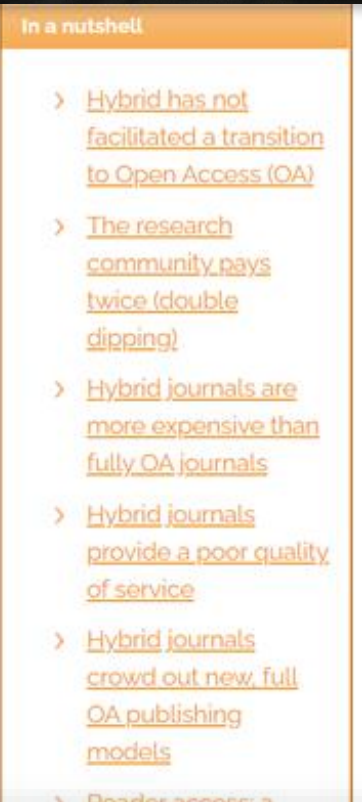 In a nutshell
> Hybrid has not
facilitated a transition
to Open Access (OA)
> The research
community pays
twice (double
dipping)
> Hybrid journals are
more expensive than
fully OA journals
> Hybrid journals
provide a poor quality
of service
> Hybrid journals
crowd out new, full
OA publishing
models
> Reader access: a